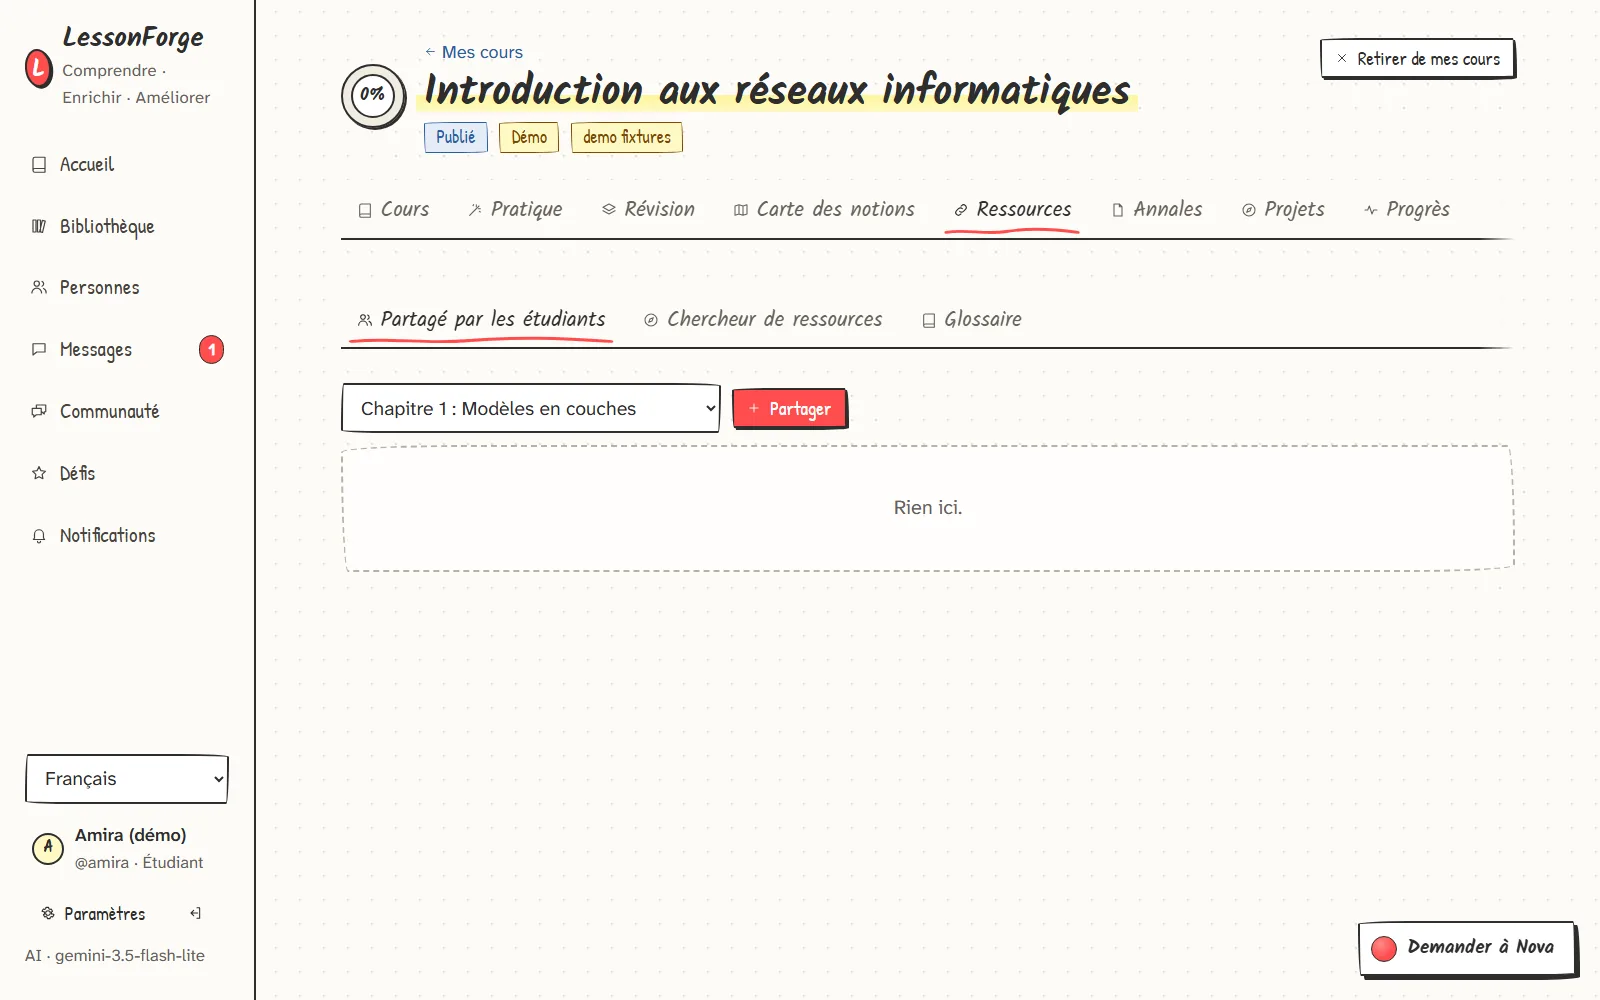 LessonForge
L
Comprendre ·
Enrichir · Améliorer
Accueil
Bibliothèque
Personnes
Messages
1
Communauté
Défis
Notifications
Français
A
Amira (démo)
@amira · Étudiant
Paramètres
AI · gemini-3.5-flash-lite
← Mes cours
0%
Introduction aux réseaux informatiques
Publié
Démo
demo fixtures
× Retirer de mes cours
Cours
Pratique
Révision
Carte des notions
Ressources
Annales
Projets
Progrès
Partagé par les étudiants
Chercheur de ressources
Glossaire
Chapitre 1 : Modèles en couches
+ Partager
Rien ici.
Demander à Nova